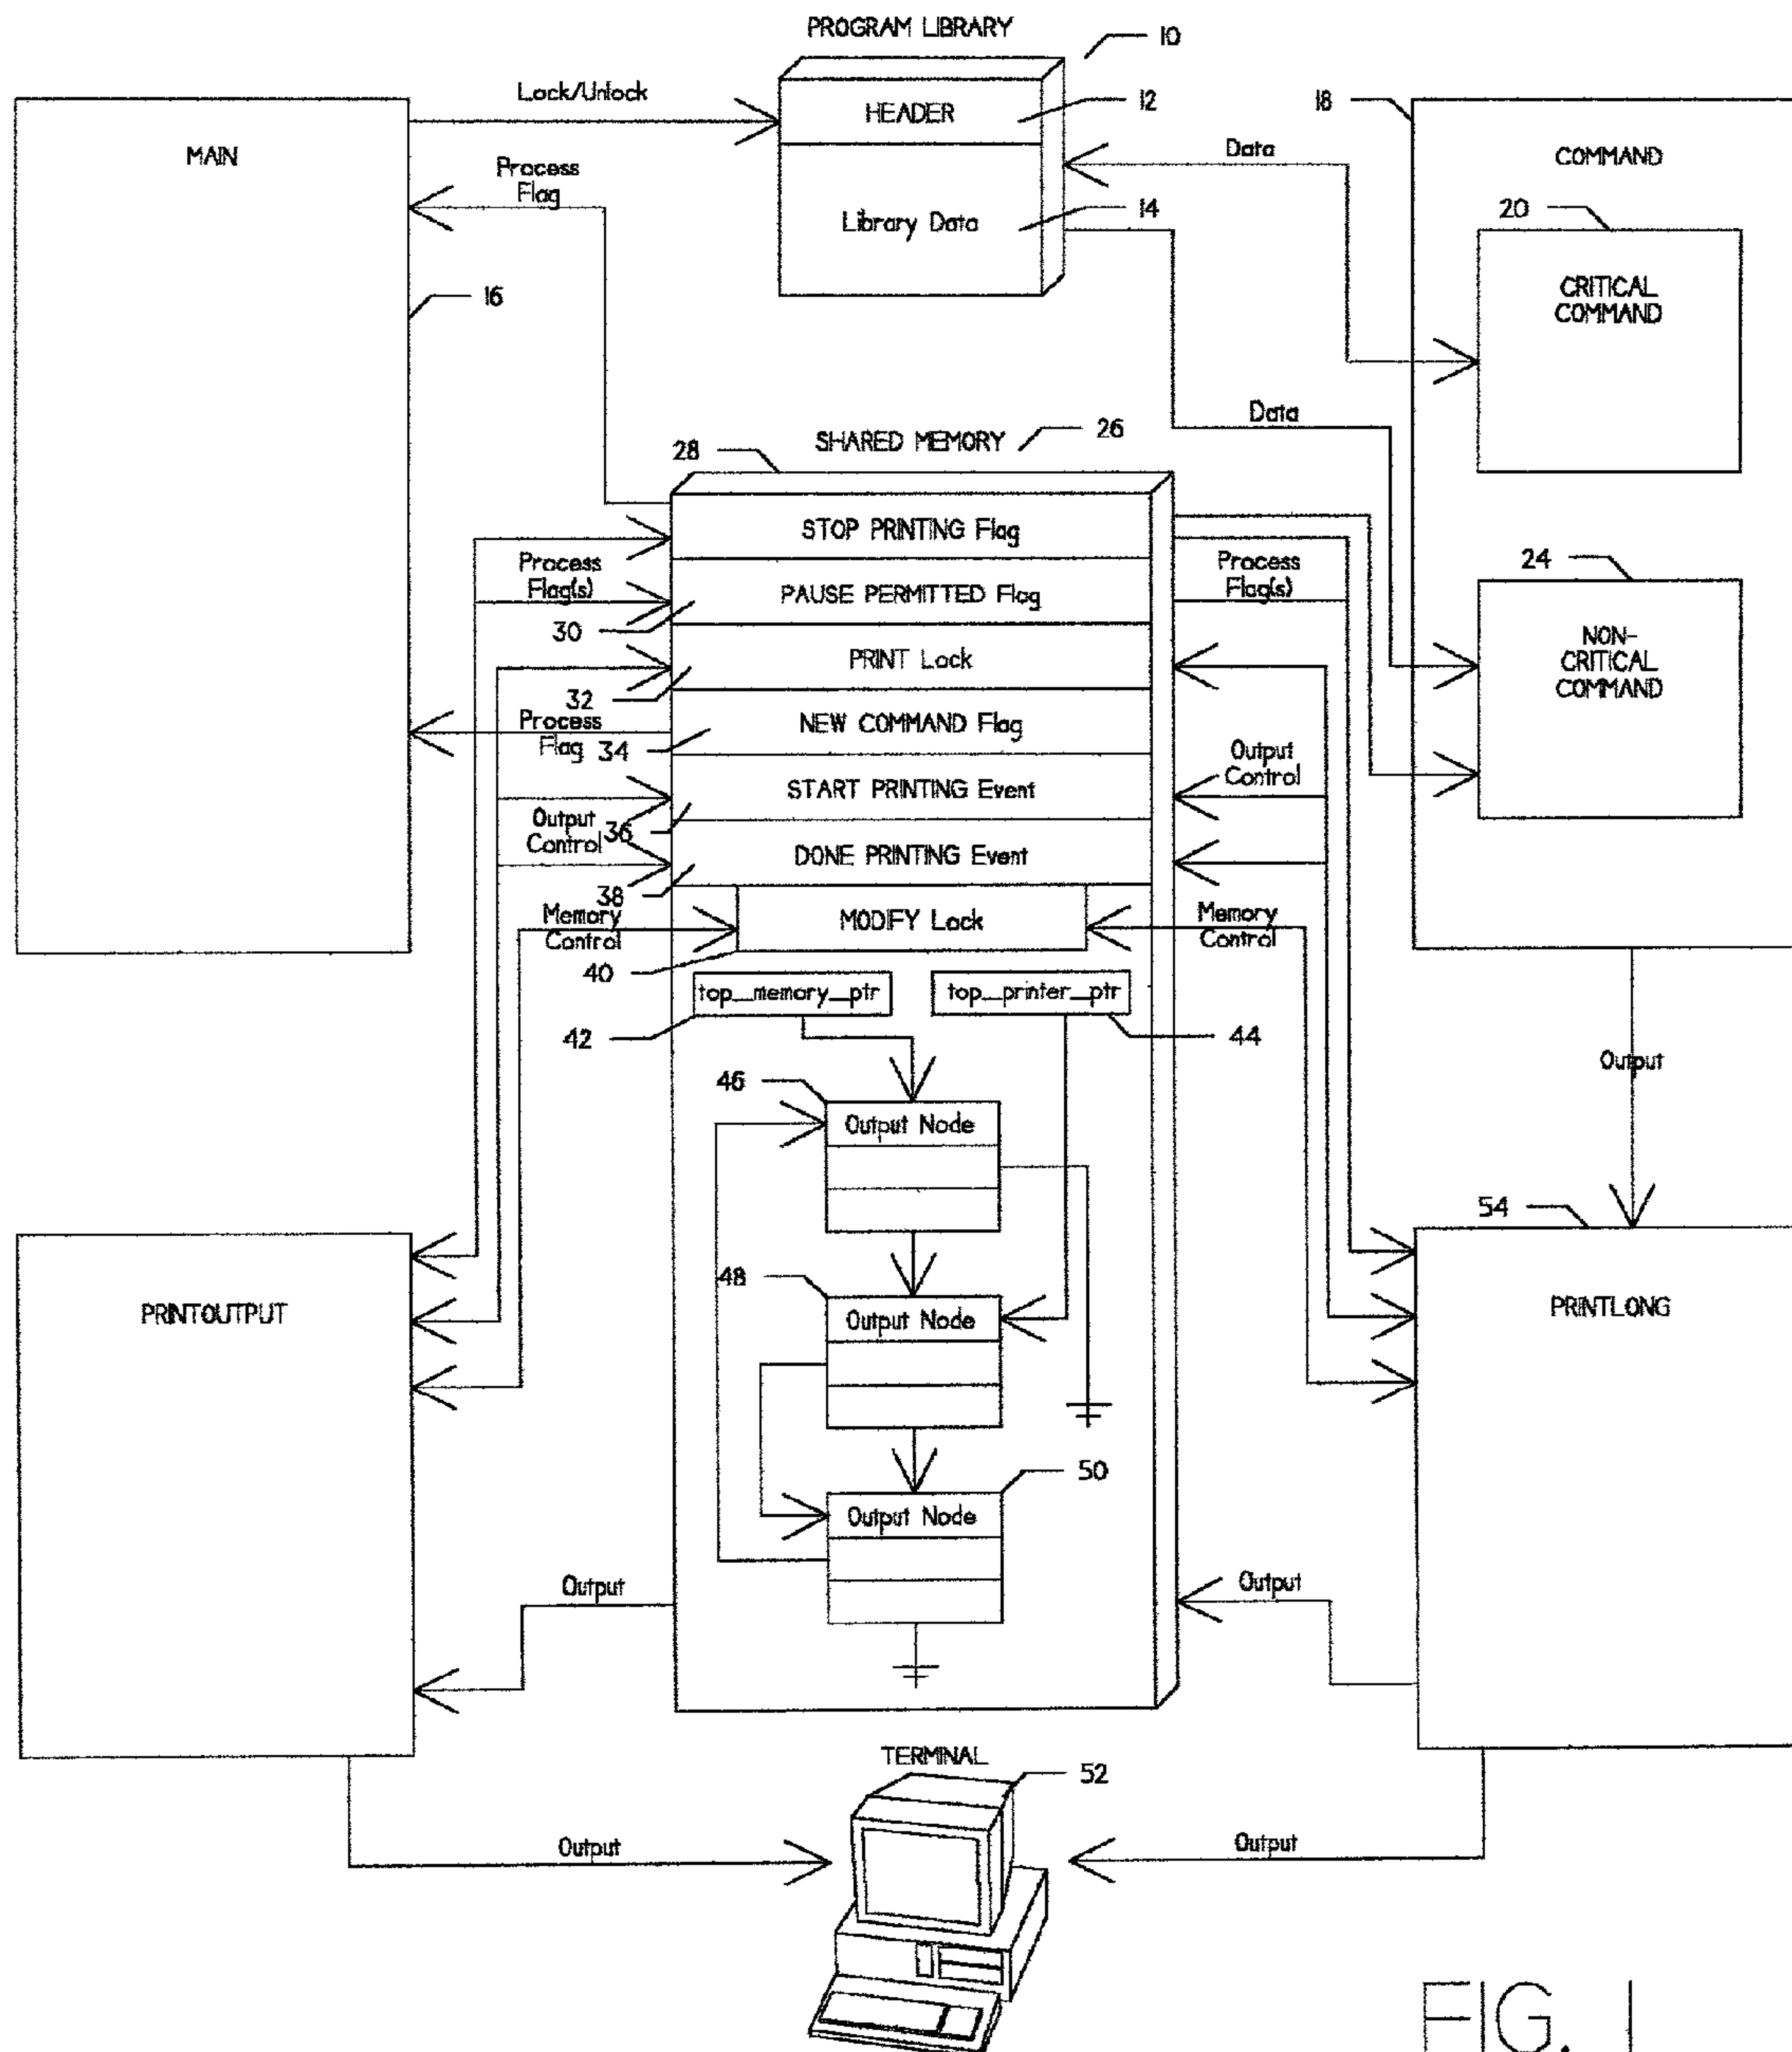 PROGRAM LIBRARY
10
Lock/Unlock
HEADER
12
18
MAIN
Process
Flag
Data
COMMAND
Library Data
14
20
16
CRITICAL
COMMAND
Data
SHARED MEMORY
26
28
STOP PRINTING Flag
Process
Flag(s)
PAUSE PERMITTED Flag
Process
Flag(s)
24
30
NON-
CRITICAL
COMMAND
PRINT Lock
32
Process
Flag
34
NEW COMMAND Flag
Output
Control
START PRINTING Event
Output
Control
36
DONE PRINTING Event
38
Memory
Control
MODIFY Lock
Memory
Control
40
top_memory_ptr
top_printer_ptr
42
44
Output
46
Output Node
54
48
PRINTOUTPUT
Output Node
PRINTLONG
50
Output Node
Output
Output
TERMINAL
52
Output
Output
FIG. 1